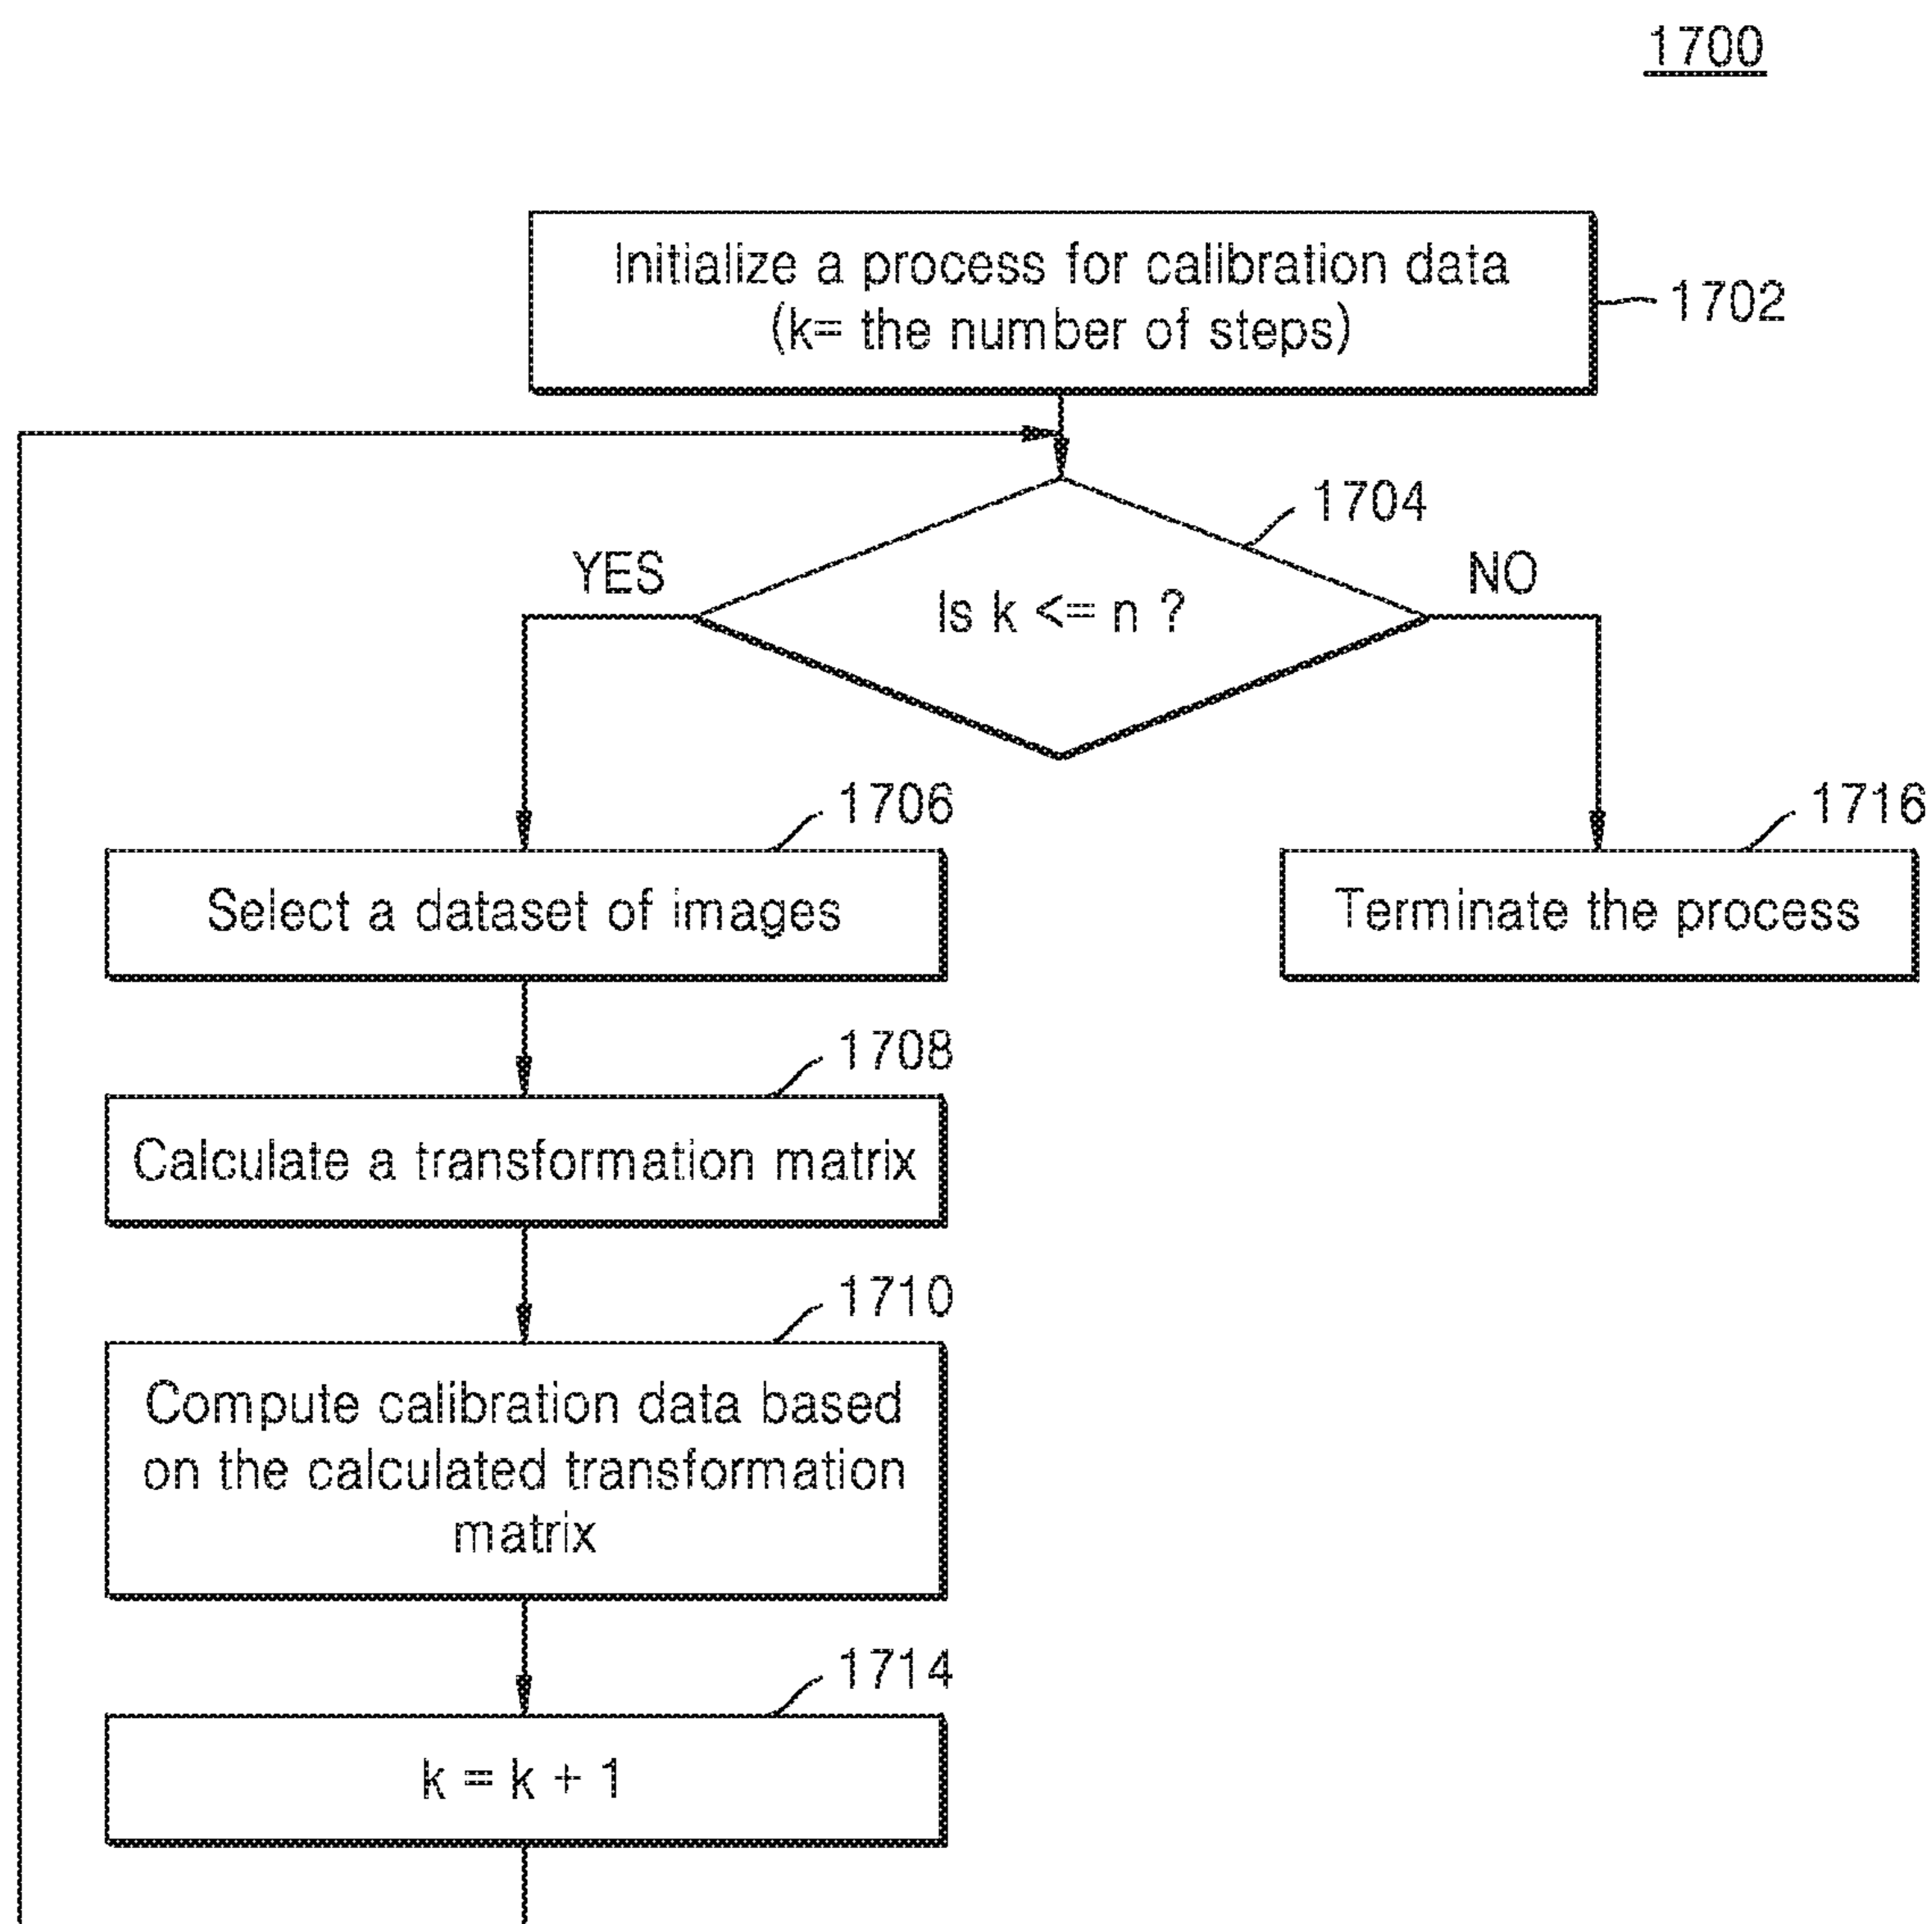 1700
Initialize a process for calibration data
(k= the number of steps)
1702
1704
YES
NO
Is k <= n ?
1706
1716
Select a dataset of images
Terminate the process
1708
Calculate a transformation matrix
1710
Compute calibration data based
on the calculated transformation
matrix
1714
k = k + 1